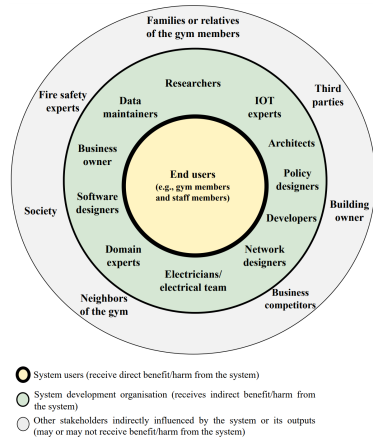 Families or relatives
of the gym members
Researchers
Fire safety
experts
Data
maintainers
IOT
experts
Third
parties
Architects
Business
owner
End users
(e.g., gym members
and staff members)
Policy
designers
Society
Software
designers
Developers
Building
owner
Domain
experts
Network
designers
Electricians/
electrical team
Neighbors
of the gym
Business
competitors
System users (receive direct benefit/harm from the system)
System development organisation (receives indirect benefit/harm from
the system)
Other stakeholders indirectly influenced by the system or its outputs
(may or may not receive benefit/harm from the system)